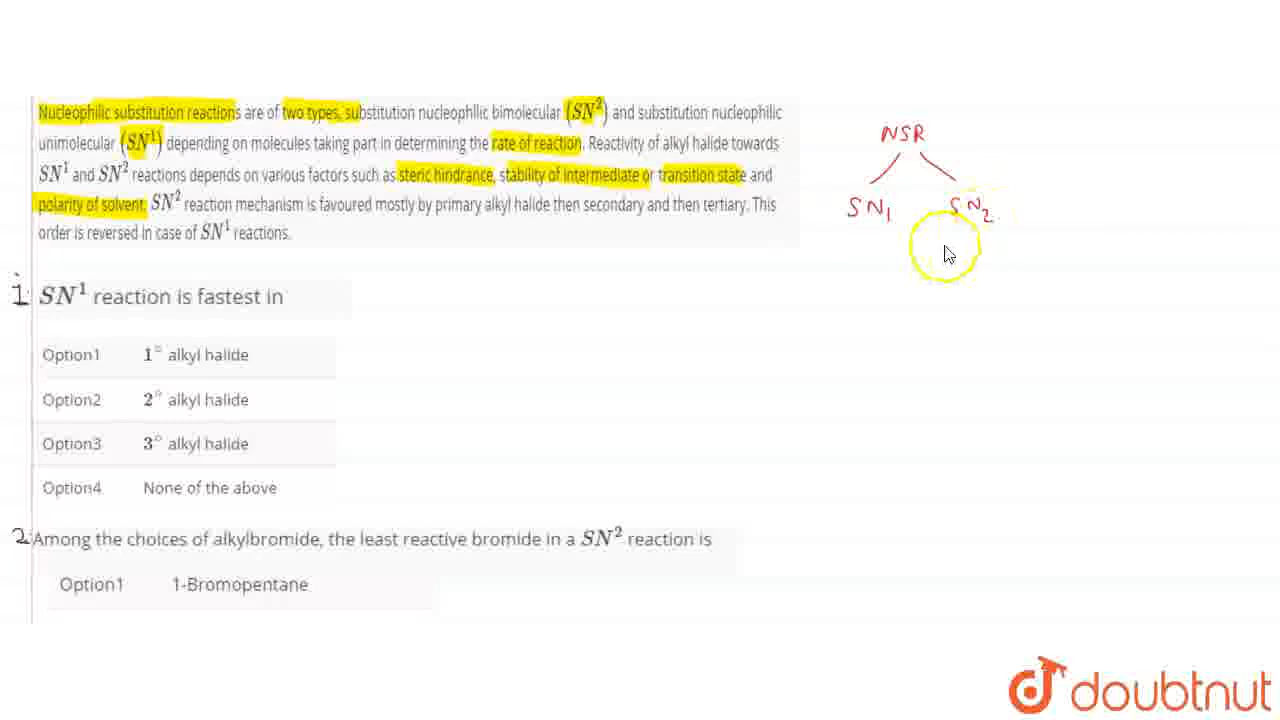 Nucleophilic substitution reactions are of two types, substitution nucleophilic bimolecular (SN²) and substitution nucleophilic
unimolecular (SN¹) depending on molecules taking part in determining the rate of reaction. Reactivity of alkyl halide towards
SN¹ and SN² reactions depends on various factors such as steric hindrance, stability of intermediate or transition state and
polarity of solvent. SN² reaction mechanism is favoured mostly by primary alkyl halide then secondary and then tertiary. This
order is reversed in case of SN¹ reactions.
NSR
SN₁ SN₂
1. SN¹ reaction is fastest in
Option1 1° alkyl halide
Option2 2° alkyl halide
Option3 3° alkyl halide
Option4 None of the above
2. Among the choices of alkylbromide, the least reactive bromide in a SN² reaction is
Option1 1-Bromopentane
doubtnut